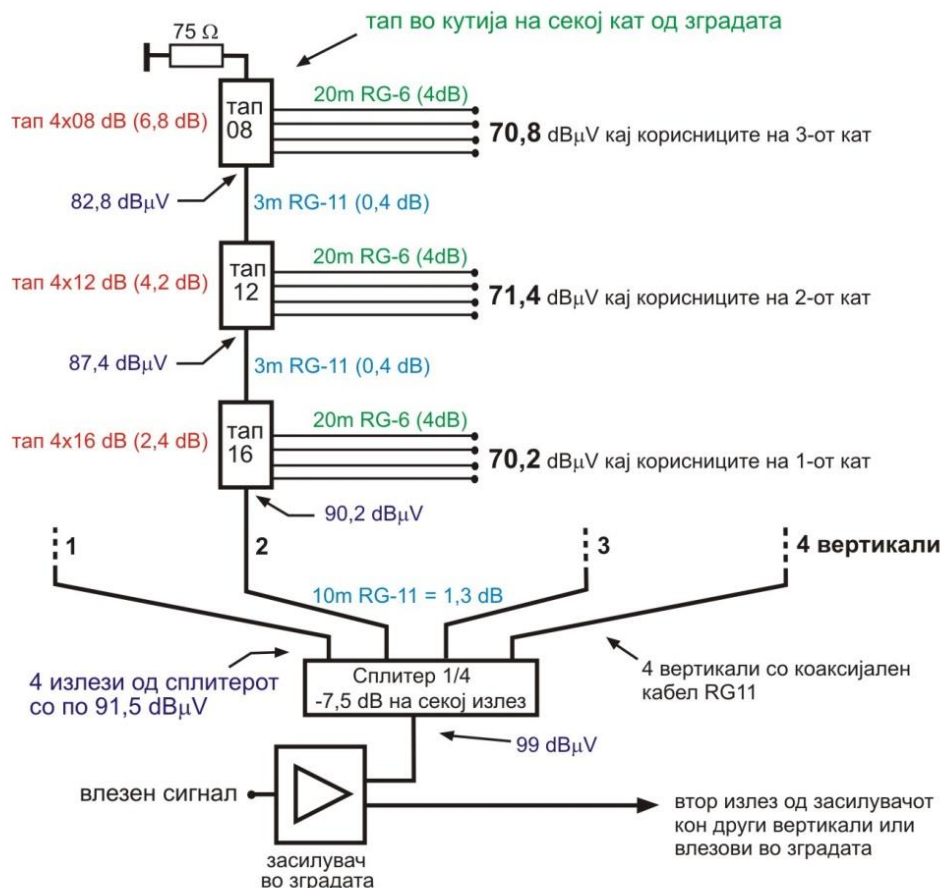 75 Ω
тап во кутија на секој кат од зградата
тап 4x08 dB (6,8 dB)
тап
08
20m RG-6 (4dB)
70,8 dBμV кај корисниците на 3-от кат
82,8 dBμV
3m RG-11 (0,4 dB)
тап 4x12 dB (4,2 dB)
тап
12
20m RG-6 (4dB)
71,4 dBμV кај корисниците на 2-от кат
87,4 dBμV
3m RG-11 (0,4 dB)
тап 4x16 dB (2,4 dB)
тап
16
20m RG-6 (4dB)
70,2 dBμV кај корисниците на 1-от кат
90,2 dBμV
1
2
3
4 вертикали
10m RG-11 = 1,3 dB
4 излези од сплитерот
со по 91,5 dBμV
Сплитер 1/4
-7,5 dB на секој излез
4 вертикали со коаксијален
кабел RG11
99 dBμV
влезен сигнал
засилувач
во зградата
втор излез од засилувачот
кон други вертикали или
влезови во зградата